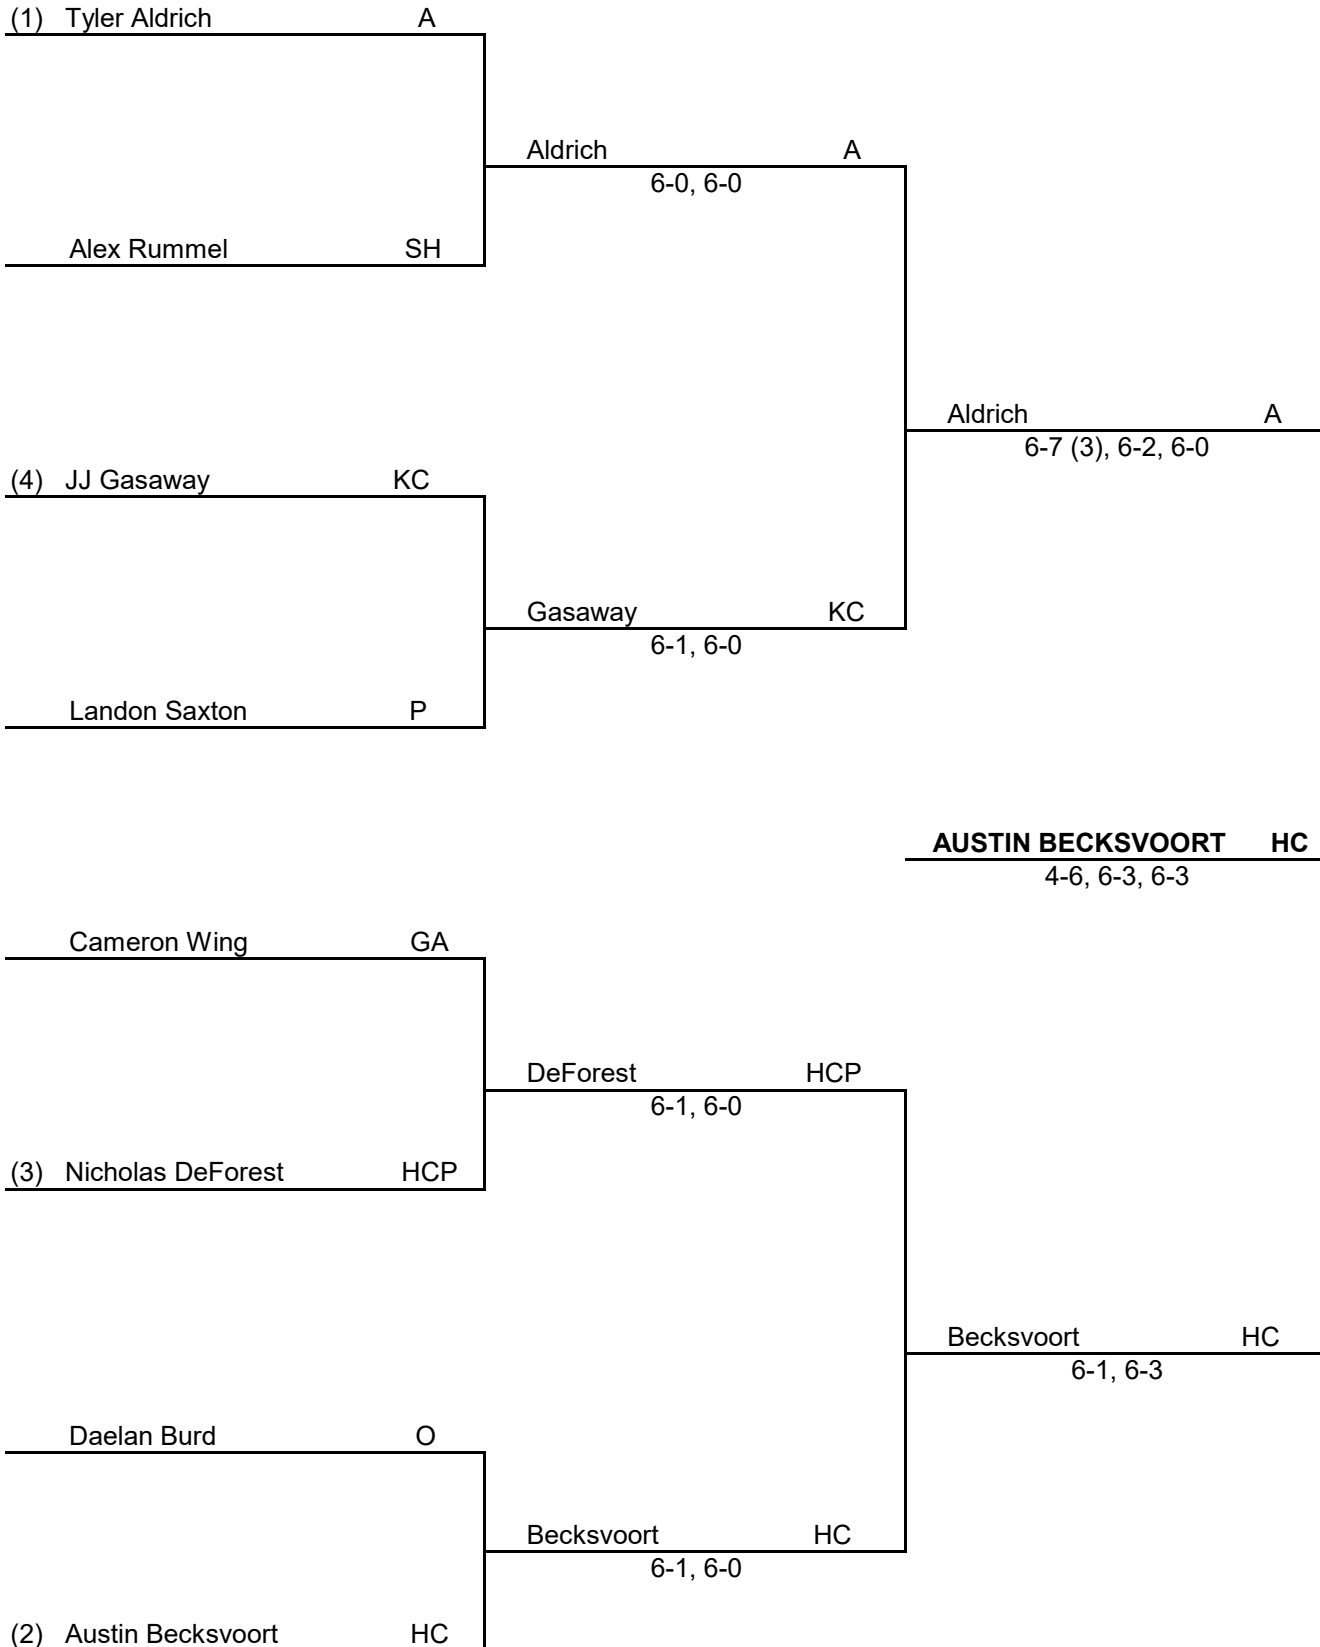 (1) Tyler Aldrich A
Aldrich A
6-0, 6-0
Alex Rummel SH
Aldrich A
6-7 (3), 6-2, 6-0
(4) JJ Gasaway KC
Gasaway KC
6-1, 6-0
Landon Saxton P
AUSTIN BECKSVOORT HC
4-6, 6-3, 6-3
Cameron Wing GA
DeForest HCP
6-1, 6-0
(3) Nicholas DeForest HCP
Becksvoort HC
6-1, 6-3
Daelan Burd O
Becksvoort HC
6-1, 6-0
(2) Austin Becksvoort HC